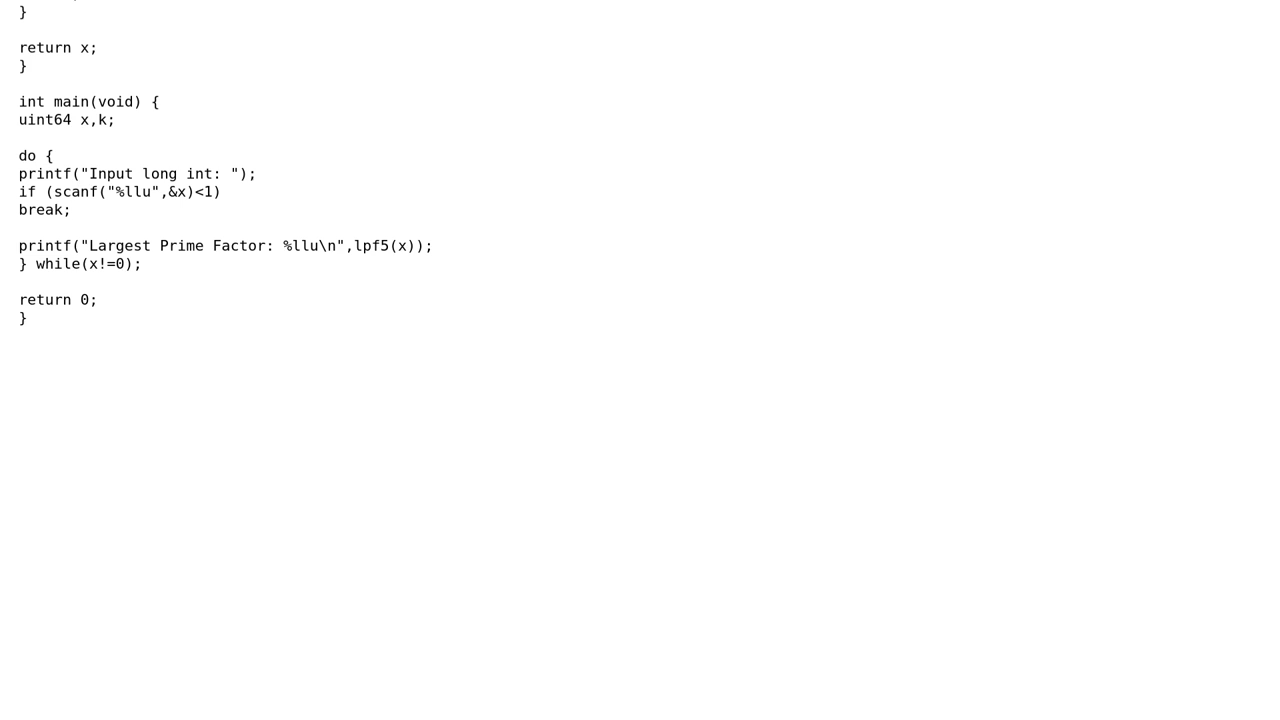 }
return x;
}
int main(void) {
uint64 x,k;
do {
printf("Input long int: ");
if (scanf("%llu",&x)<1)
break;
printf("Largest Prime Factor: %llu\n",lpf5(x));
} while(x!=0);
return 0;
}